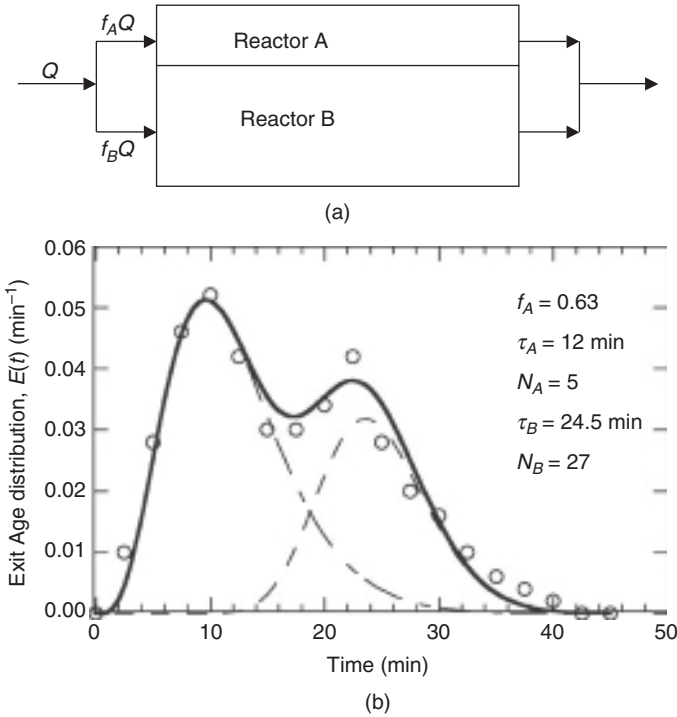 f_AQ
Reactor A
Q
Reactor B
f_BQ
(a)
0.06
0.05
0.04
0.03
0.02
0.01
0.00
Exit Age distribution, E(t) (min⁻¹)
f_A = 0.63
τ_A = 12 min
N_A = 5
τ_B = 24.5 min
N_B = 27
0 10 20 30 40 50
Time (min)
(b)